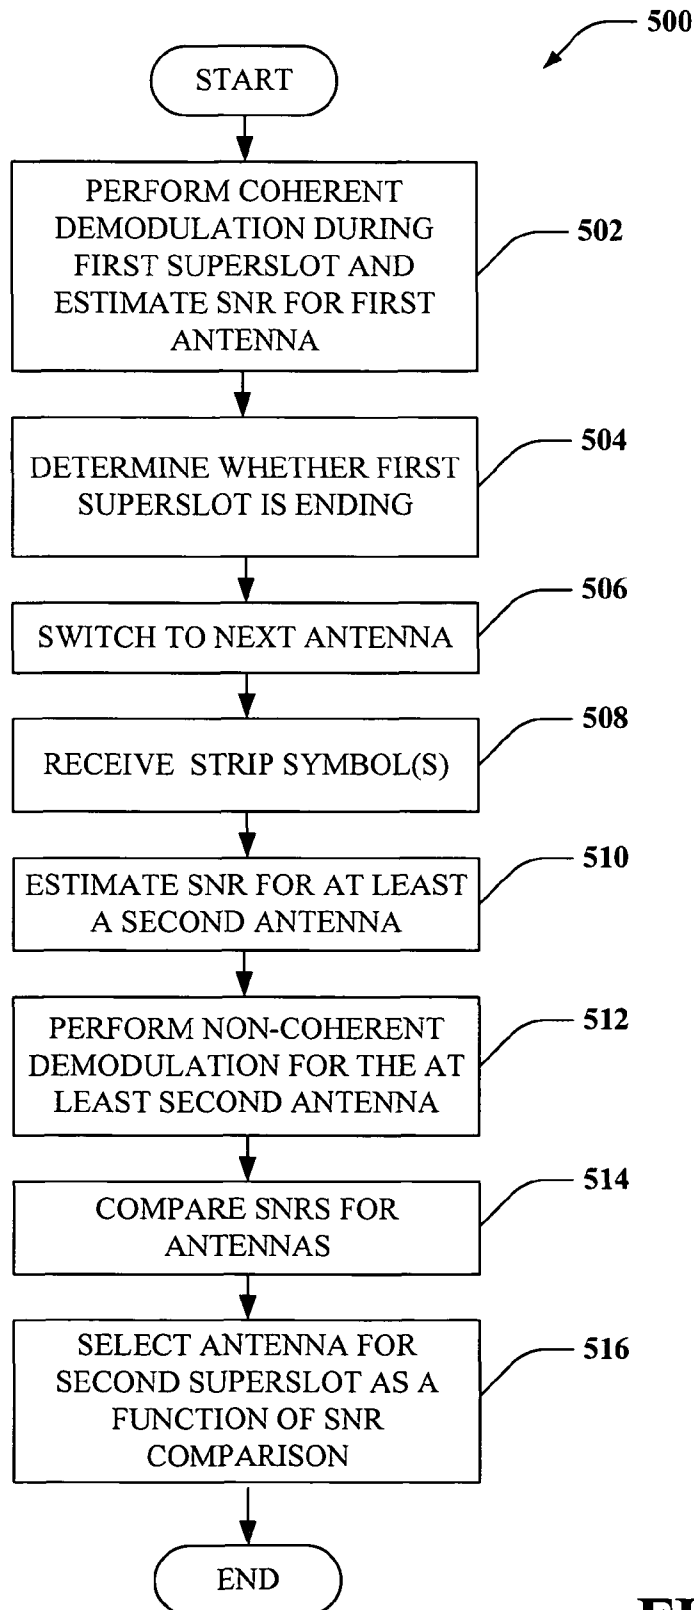 500
START
PERFORM COHERENT
DEMODULATION DURING
FIRST SUPERSLOT AND
ESTIMATE SNR FOR FIRST
ANTENNA
502
DETERMINE WHETHER FIRST
SUPERSLOT IS ENDING
504
SWITCH TO NEXT ANTENNA
506
RECEIVE STRIP SYMBOL(S)
508
ESTIMATE SNR FOR AT LEAST
A SECOND ANTENNA
510
PERFORM NON-COHERENT
DEMODULATION FOR THE AT
LEAST SECOND ANTENNA
512
COMPARE SNRS FOR
ANTENNAS
514
SELECT ANTENNA FOR
SECOND SUPERSLOT AS A
FUNCTION OF SNR
COMPARISON
516
END